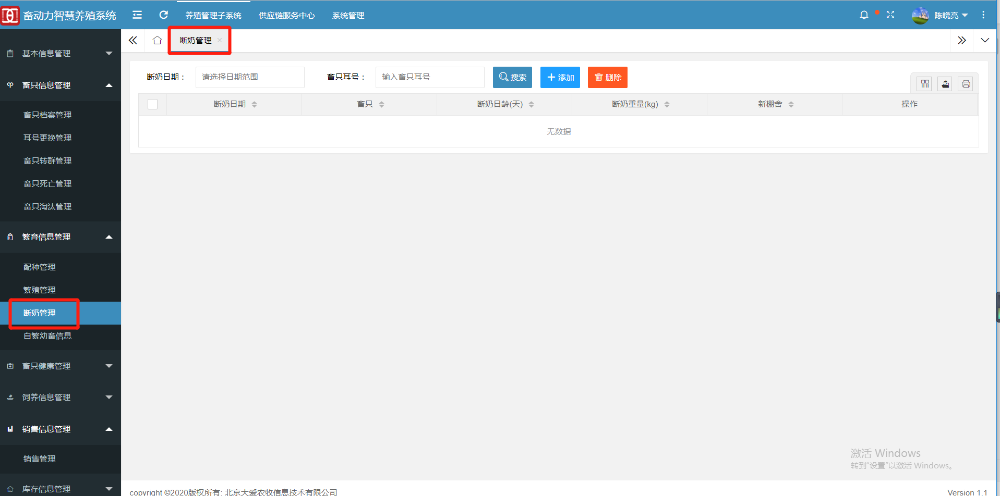 畜动力智慧养殖系统
养殖管理子系统 供应链服务中心 系统管理
陈晓亮
基本信息管理
畜只信息管理
畜只档案管理
耳号更换管理
畜只转群管理
畜只死亡管理
畜只淘汰管理
繁育信息管理
配种管理
繁殖管理
断奶管理
自繁幼畜信息
畜只健康管理
饲养信息管理
销售信息管理
销售管理
库存信息管理
断奶管理
断奶日期： 请选择日期范围 畜只耳号： 输入畜只耳号 搜索 添加 删除
断奶日期 畜只 断奶日龄(天) 断奶重量(kg) 新棚舍 操作
无数据
激活 Windows
转到“设置”以激活 Windows。
copyright ©2020版权所有: 北京大爱农牧信息技术有限公司
Version 1.1